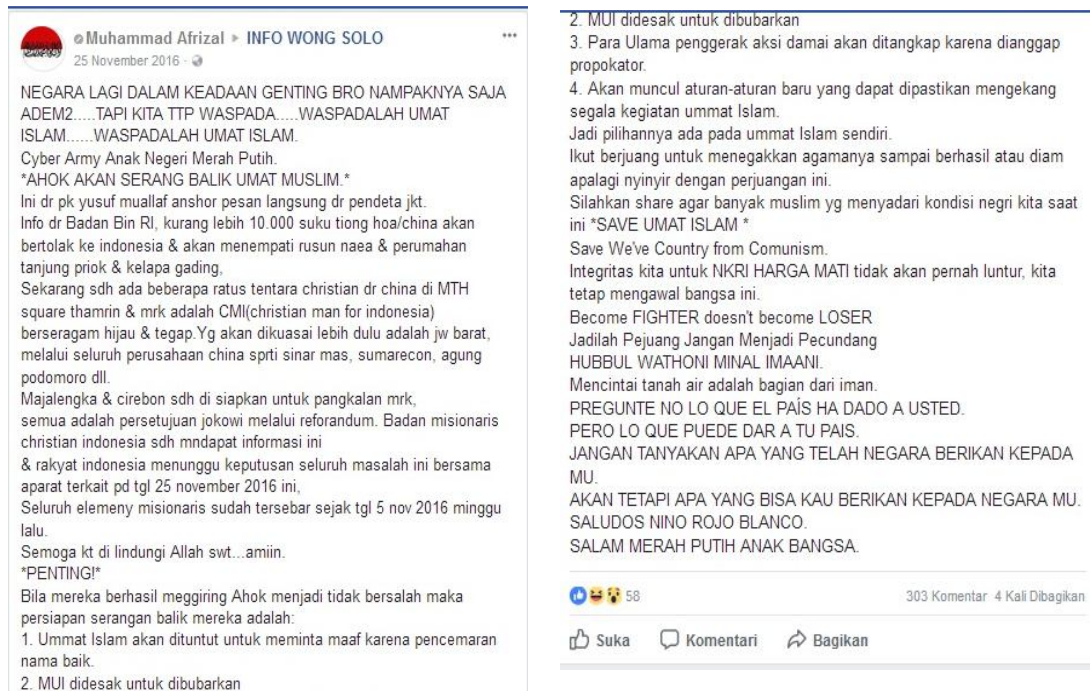 Muhammad Afrizal ▸ INFO WONG SOLO
25 November 2016 ·
NEGARA LAGI DALAM KEADAAN GENTING BRO NAMPAKNYA SAJA
ADEM2.....TAPI KITA TTP WASPADA.....WASPADALAH UMAT
ISLAM......WASPADALAH UMAT ISLAM.
Cyber Army Anak Negeri Merah Putih.
*AHOK AKAN SERANG BALIK UMAT MUSLIM.*
Ini dr pk yusuf muallaf anshor pesan langsung dr pendeta jkt.
Info dr Badan Bin RI, kurang lebih 10.000 suku tiong hoa/china akan
bertolak ke indonesia & akan menempati rusun naea & perumahan
tanjung priok & kelapa gading,
Sekarang sdh ada beberapa ratus tentara christian dr china di MTH
square thamrin & mrk adalah CMI(christian man for indonesia)
berseragam hijau & tegap.Yg akan dikuasai lebih dulu adalah jw barat,
melalui seluruh perusahaan china sprti sinar mas, sumarecon, agung
podomoro dll.
Majalengka & cirebon sdh di siapkan untuk pangkalan mrk,
semua adalah persetujuan jokowi melalui reforandum. Badan misionaris
christian indonesia sdh mndapat informasi ini
& rakyat indonesia menunggu keputusan seluruh masalah ini bersama
aparat terkait pd tgl 25 november 2016 ini,
Seluruh elemeny misionaris sudah tersebar sejak tgl 5 nov 2016 minggu
lalu.
Semoga kt di lindungi Allah swt...amiin.
*PENTING!*
Bila mereka berhasil meggiring Ahok menjadi tidak bersalah maka
persiapan serangan balik mereka adalah:
1. Ummat Islam akan dituntut untuk meminta maaf karena pencemaran
nama baik.
2. MUI didesak untuk dibubarkan
2. MUI didesak untuk dibubarkan
3. Para Ulama penggerak aksi damai akan ditangkap karena dianggap
propokator.
4. Akan muncul aturan-aturan baru yang dapat dipastikan mengekang
segala kegiatan ummat Islam.
Jadi pilihannya ada pada ummat Islam sendiri.
Ikut berjuang untuk menegakkan agamanya sampai berhasil atau diam
apalagi nyinyir dengan perjuangan ini.
Silahkan share agar banyak muslim yg menyadari kondisi negri kita saat
ini *SAVE UMAT ISLAM *
Save We've Country from Comunism.
Integritas kita untuk NKRI HARGA MATI tidak akan pernah luntur, kita
tetap mengawal bangsa ini.
Become FIGHTER doesn't become LOSER
Jadilah Pejuang Jangan Menjadi Pecundang
HUBBUL WATHONI MINAL IMAANI.
Mencintai tanah air adalah bagian dari iman.
PREGUNTE NO LO QUE EL PAÍS HA DADO A USTED.
PERO LO QUE PUEDE DAR A TU PAIS.
JANGAN TANYAKAN APA YANG TELAH NEGARA BERIKAN KEPADA
MU.
AKAN TETAPI APA YANG BISA KAU BERIKAN KEPADA NEGARA MU.
SALUDOS NINO ROJO BLANCO.
SALAM MERAH PUTIH ANAK BANGSA.
58 303 Komentar 4 Kali Dibagikan
Suka Komentari Bagikan